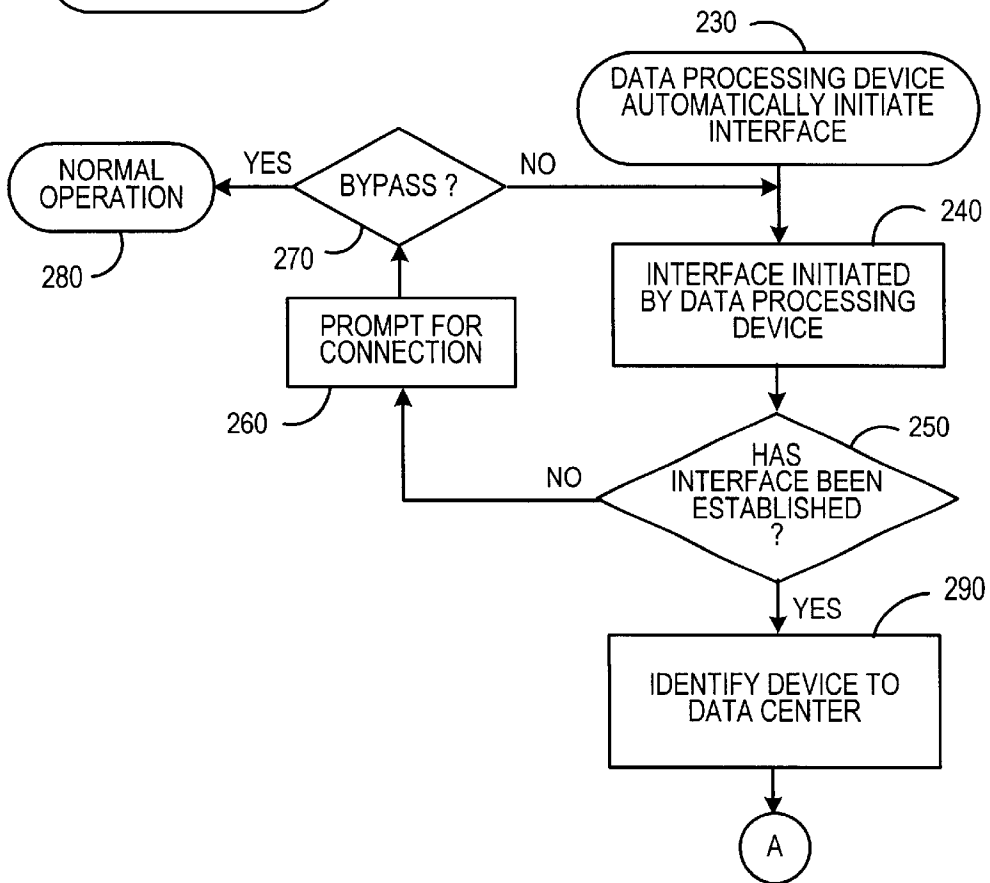 230
DATA PROCESSING DEVICE
AUTOMATICALLY INITIATE
INTERFACE
NORMAL
OPERATION
280
YES
BYPASS ?
NO
270
240
INTERFACE INITIATED
BY DATA PROCESSING
DEVICE
PROMPT FOR
CONNECTION
260
250
HAS
INTERFACE BEEN
ESTABLISHED
?
NO
YES
290
IDENTIFY DEVICE TO
DATA CENTER
A